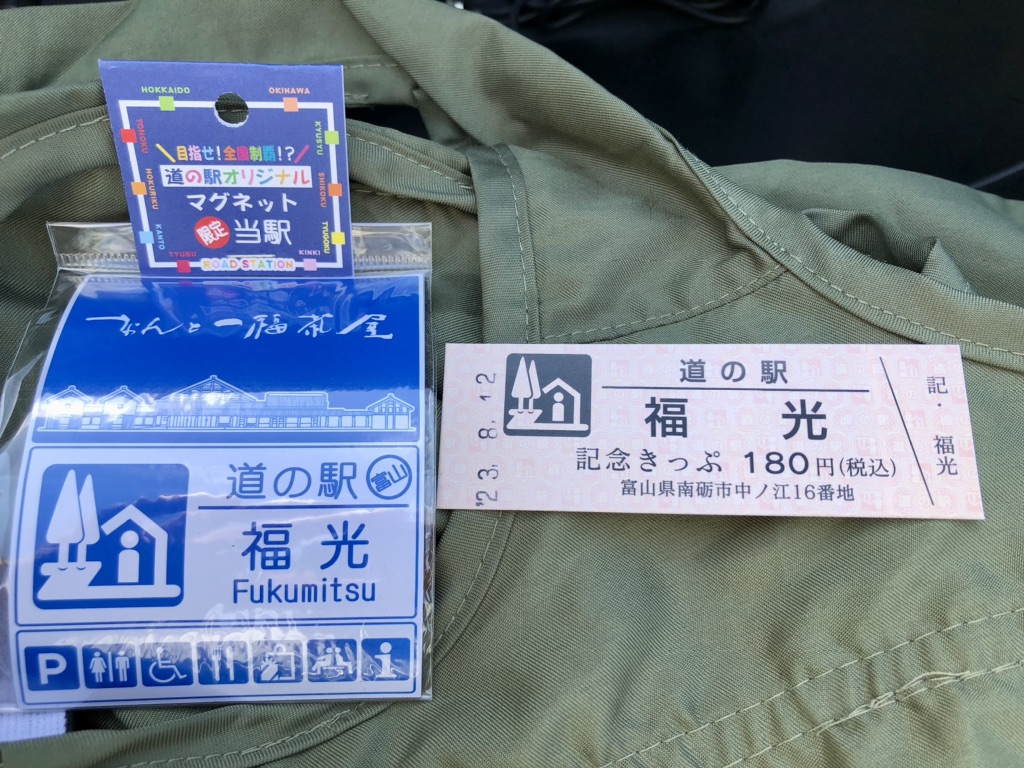 HOKKAIDO
OKINAWA
TOHOKU
KYUSYU
HOKURIKU
SHIKOKU
KANTO
TYUGOKU
TYUBU
KINKI
\目指せ!全国制覇!?/
道の駅オリジナル
マグネット
限定 当駅
ROAD STATION
なんと一福茶屋
道の駅 富山
福光
Fukumitsu
P
i
'23. 8. 12
道の駅
福光
記念きっぷ 180円(税込)
富山県南砺市中ノ江16番地
記・福光